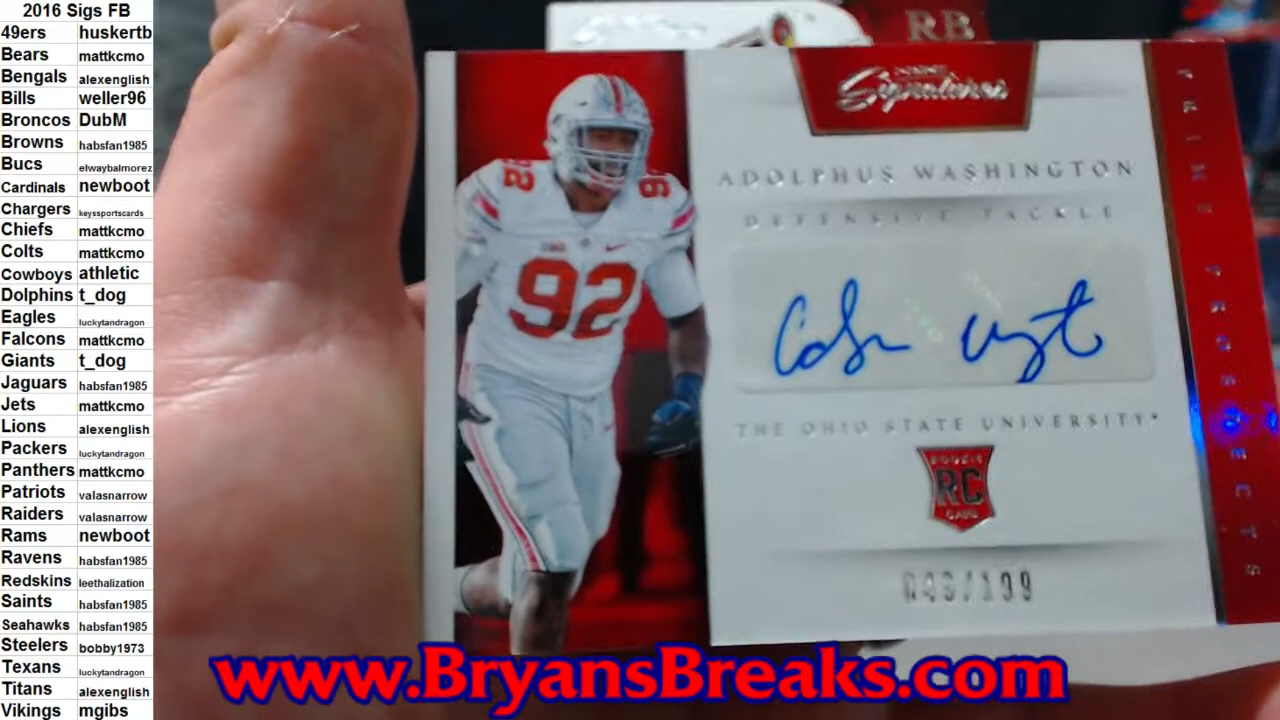 2016 Sigs FB
49ers huskertb
Bears mattkcmo
Bengals alexenglish
Bills weller96
Broncos DubM
Browns habsfan1985
Bucs elwaybalmorez
Cardinals newboot
Chargers keyssportscards
Chiefs mattkcmo
Colts mattkcmo
Cowboys athletic
Dolphins t_dog
Eagles luckytandragon
Falcons mattkcmo
Giants t_dog
Jaguars habsfan1985
Jets mattkcmo
Lions alexenglish
Packers luckytandragon
Panthers mattkcmo
Patriots valasnarrow
Raiders valasnarrow
Rams newboot
Ravens habsfan1985
Redskins leethalization
Saints habsfan1985
Seahawks habsfan1985
Steelers bobby1973
Texans luckytandragon
Titans alexenglish
Vikings mgibs
RB
Signatures
ADOLPHUS WASHINGTON
DEFENSIVE TACKLE
THE OHIO STATE UNIVERSITY
ROOKIE
RC
CARD
049/199
PRIME PROSPECTS
92
92
92
www.BryansBreaks.com